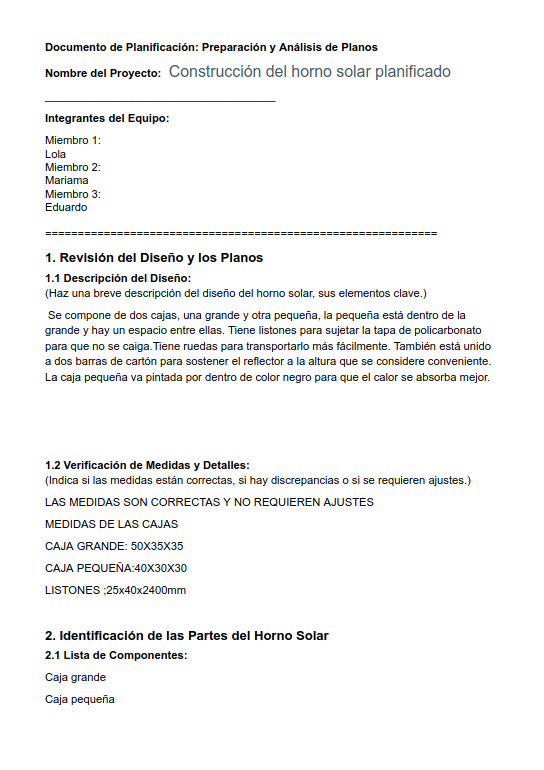 Documento de Planificación: Preparación y Análisis de Planos
Nombre del Proyecto: Construcción del horno solar planificado
______________________________________
Integrantes del Equipo:
Miembro 1:
Lola
Miembro 2:
Mariama
Miembro 3:
Eduardo
============================================================
1. Revisión del Diseño y los Planos
1.1 Descripción del Diseño:
(Haz una breve descripción del diseño del horno solar, sus elementos clave.)
Se compone de dos cajas, una grande y otra pequeña, la pequeña está dentro de la
grande y hay un espacio entre ellas. Tiene listones para sujetar la tapa de policarbonato
para que no se caiga.Tiene ruedas para transportarlo más fácilmente. También está unido
a dos barras de cartón para sostener el reflector a la altura que se considere conveniente.
La caja pequeña va pintada por dentro de color negro para que el calor se absorba mejor.
1.2 Verificación de Medidas y Detalles:
(Indica si las medidas están correctas, si hay discrepancias o si se requieren ajustes.)
LAS MEDIDAS SON CORRECTAS Y NO REQUIEREN AJUSTES
MEDIDAS DE LAS CAJAS
CAJA GRANDE: 50X35X35
CAJA PEQUEÑA:40X30X30
LISTONES ;25x40x2400mm
2. Identificación de las Partes del Horno Solar
2.1 Lista de Componentes:
Caja grande
Caja pequeña